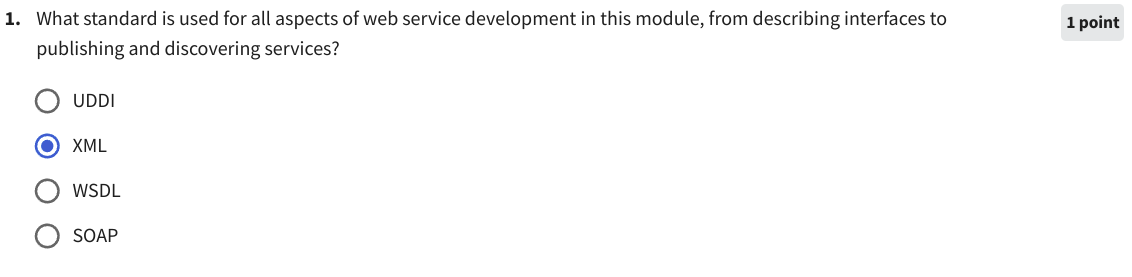 1. What standard is used for all aspects of web service development in this module, from describing interfaces to
publishing and discovering services?
1 point
UDDI
XML
WSDL
SOAP